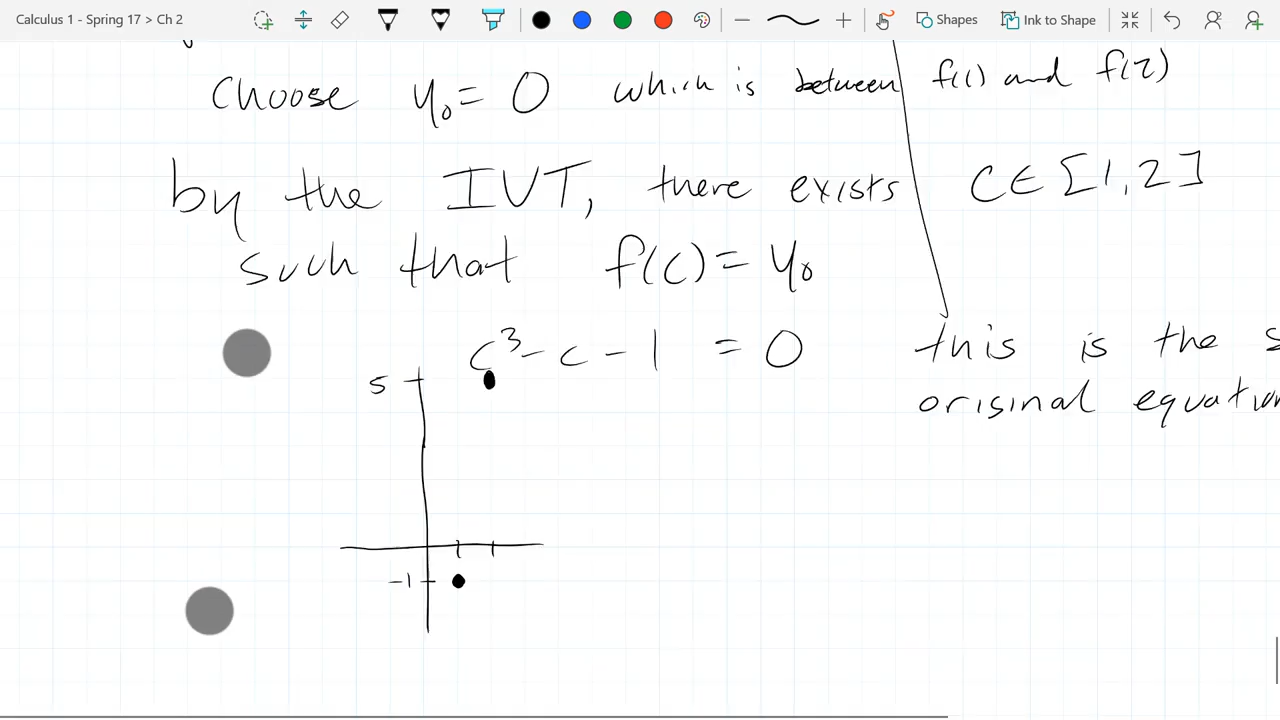 Calculus 1 - Spring 17 > Ch 2
Shapes
Ink to Shape
Choose y₀ = 0 which is between f(1) and f(2)
by the IVT, there exists c ∈ [1, 2]
such that f(c) = y₀
c³ - c - 1 = 0
this is the
original equation
5
-1